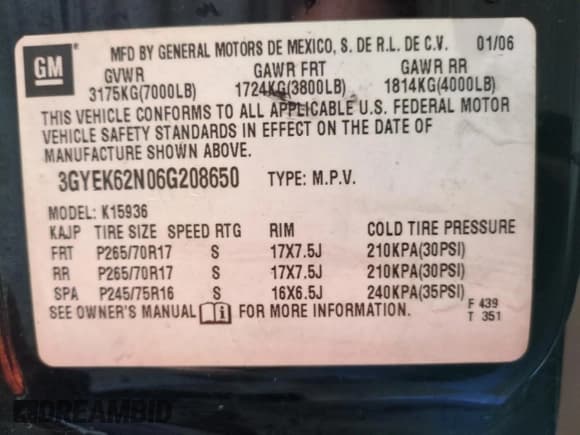 GM
MFD BY GENERAL MOTORS DE MEXICO, S. DE R.L. DE C.V. 01/06
GVWR GAWR FRT GAWR RR
3175KG(7000LB) 1724KG(3800LB) 1814KG(4000LB)
THIS VEHICLE CONFORMS TO ALL APPLICABLE U.S. FEDERAL MOTOR
VEHICLE SAFETY STANDARDS IN EFFECT ON THE DATE OF
MANUFACTURE SHOWN ABOVE.
3GYEK62N06G208650 TYPE: M.P.V.
MODEL: K15936
KAJP TIRE SIZE SPEED RTG RIM COLD TIRE PRESSURE
FRT P265/70R17 S 17X7.5J 210KPA(30PSI)
RR P265/70R17 S 17X7.5J 210KPA(30PSI)
SPA P245/75R16 S 16X6.5J 240KPA(35PSI)
SEE OWNER'S MANUAL FOR MORE INFORMATION. F 439
T 351
DREAMBID